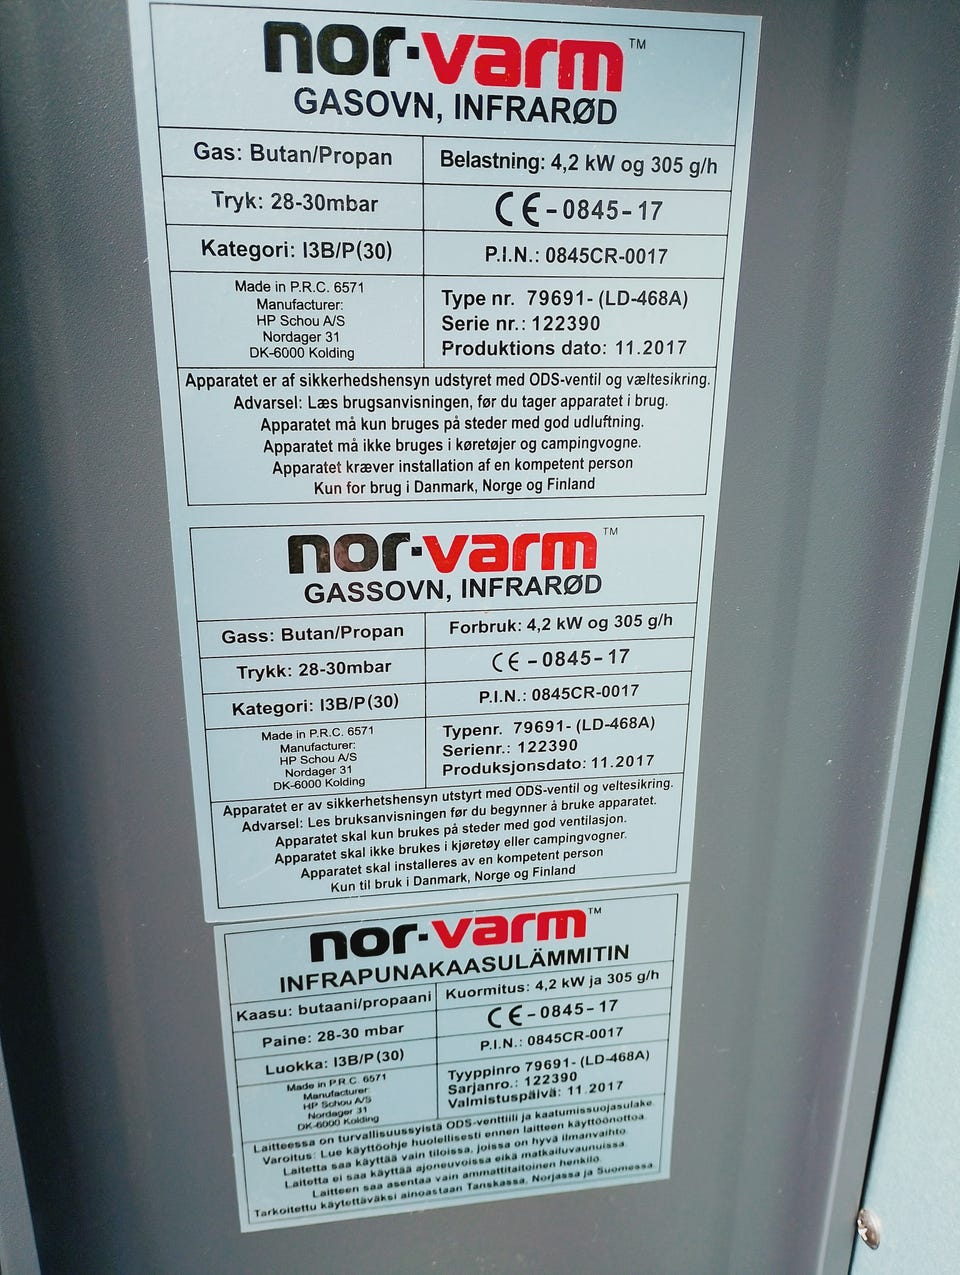 nor-varm™
GASOVN, INFRARØD
Gas: Butan/Propan
Belastning: 4,2 kW og 305 g/h
Tryk: 28-30mbar
CE-0845-17
Kategori: I3B/P(30)
P.I.N.: 0845CR-0017
Made in P.R.C. 6571
Manufacturer:
HP Schou A/S
Nordager 31
DK-6000 Kolding
Type nr. 79691- (LD-468A)
Serie nr.: 122390
Produktions dato: 11.2017
Apparatet er af sikkerhedshensyn udstyret med ODS-ventil og væltesikring.
Advarsel: Læs brugsanvisningen, før du tager apparatet i brug.
Apparatet må kun bruges på steder med god udluftning.
Apparatet må ikke bruges i køretøjer og campingvogne.
Apparatet kræver installation af en kompetent person
Kun for brug i Danmark, Norge og Finland
nor-varm™
GASSOVN, INFRARØD
Gass: Butan/Propan
Forbruk: 4,2 kW og 305 g/h
Trykk: 28-30mbar
CE-0845-17
Kategori: I3B/P(30)
P.I.N.: 0845CR-0017
Made in P.R.C. 6571
Manufacturer:
HP Schou A/S
Nordager 31
DK-6000 Kolding
Typenr. 79691- (LD-468A)
Serienr.: 122390
Produksjonsdato: 11.2017
Apparatet er av sikkerhetshensyn utstyrt med ODS-ventil og veltesikring.
Advarsel: Les bruksanvisningen før du begynner å bruke apparatet.
Apparatet skal kun brukes på steder med god ventilasjon.
Apparatet skal ikke brukes i kjøretøy eller campingvogner.
Apparatet skal installeres av en kompetent person
Kun til bruk i Danmark, Norge og Finland
nor-varm™
INFRAPUNAKAASULÄMMITIN
Kaasu: butaani/propaani
Kuormitus: 4,2 kW ja 305 g/h
Paine: 28-30 mbar
CE-0845-17
Luokka: I3B/P(30)
P.I.N.: 0845CR-0017
Made in P.R.C. 6571
Manufacturer:
HP Schou A/S
Nordager 31
DK-6000 Kolding
Tyyppinro 79691- (LD-468A)
Sarjanro.: 122390
Valmistuspäivä: 11.2017
Laitteessa on turvallisuussyistä ODS-venttiili ja kaatumissuojasulake.
Varoitus: Lue käyttöohje huolellisesti ennen laitteen käyttöönottoa.
Laitetta saa käyttää vain tiloissa, joissa on hyvä ilmanvaihto.
Laitetta ei saa käyttää ajoneuvoissa eikä matkailuvaunuissa.
Laitteen saa asentaa vain ammattitaitoinen henkilö.
Tarkoitettu käytettäväksi ainoastaan Tanskassa, Norjassa ja Suomessa.